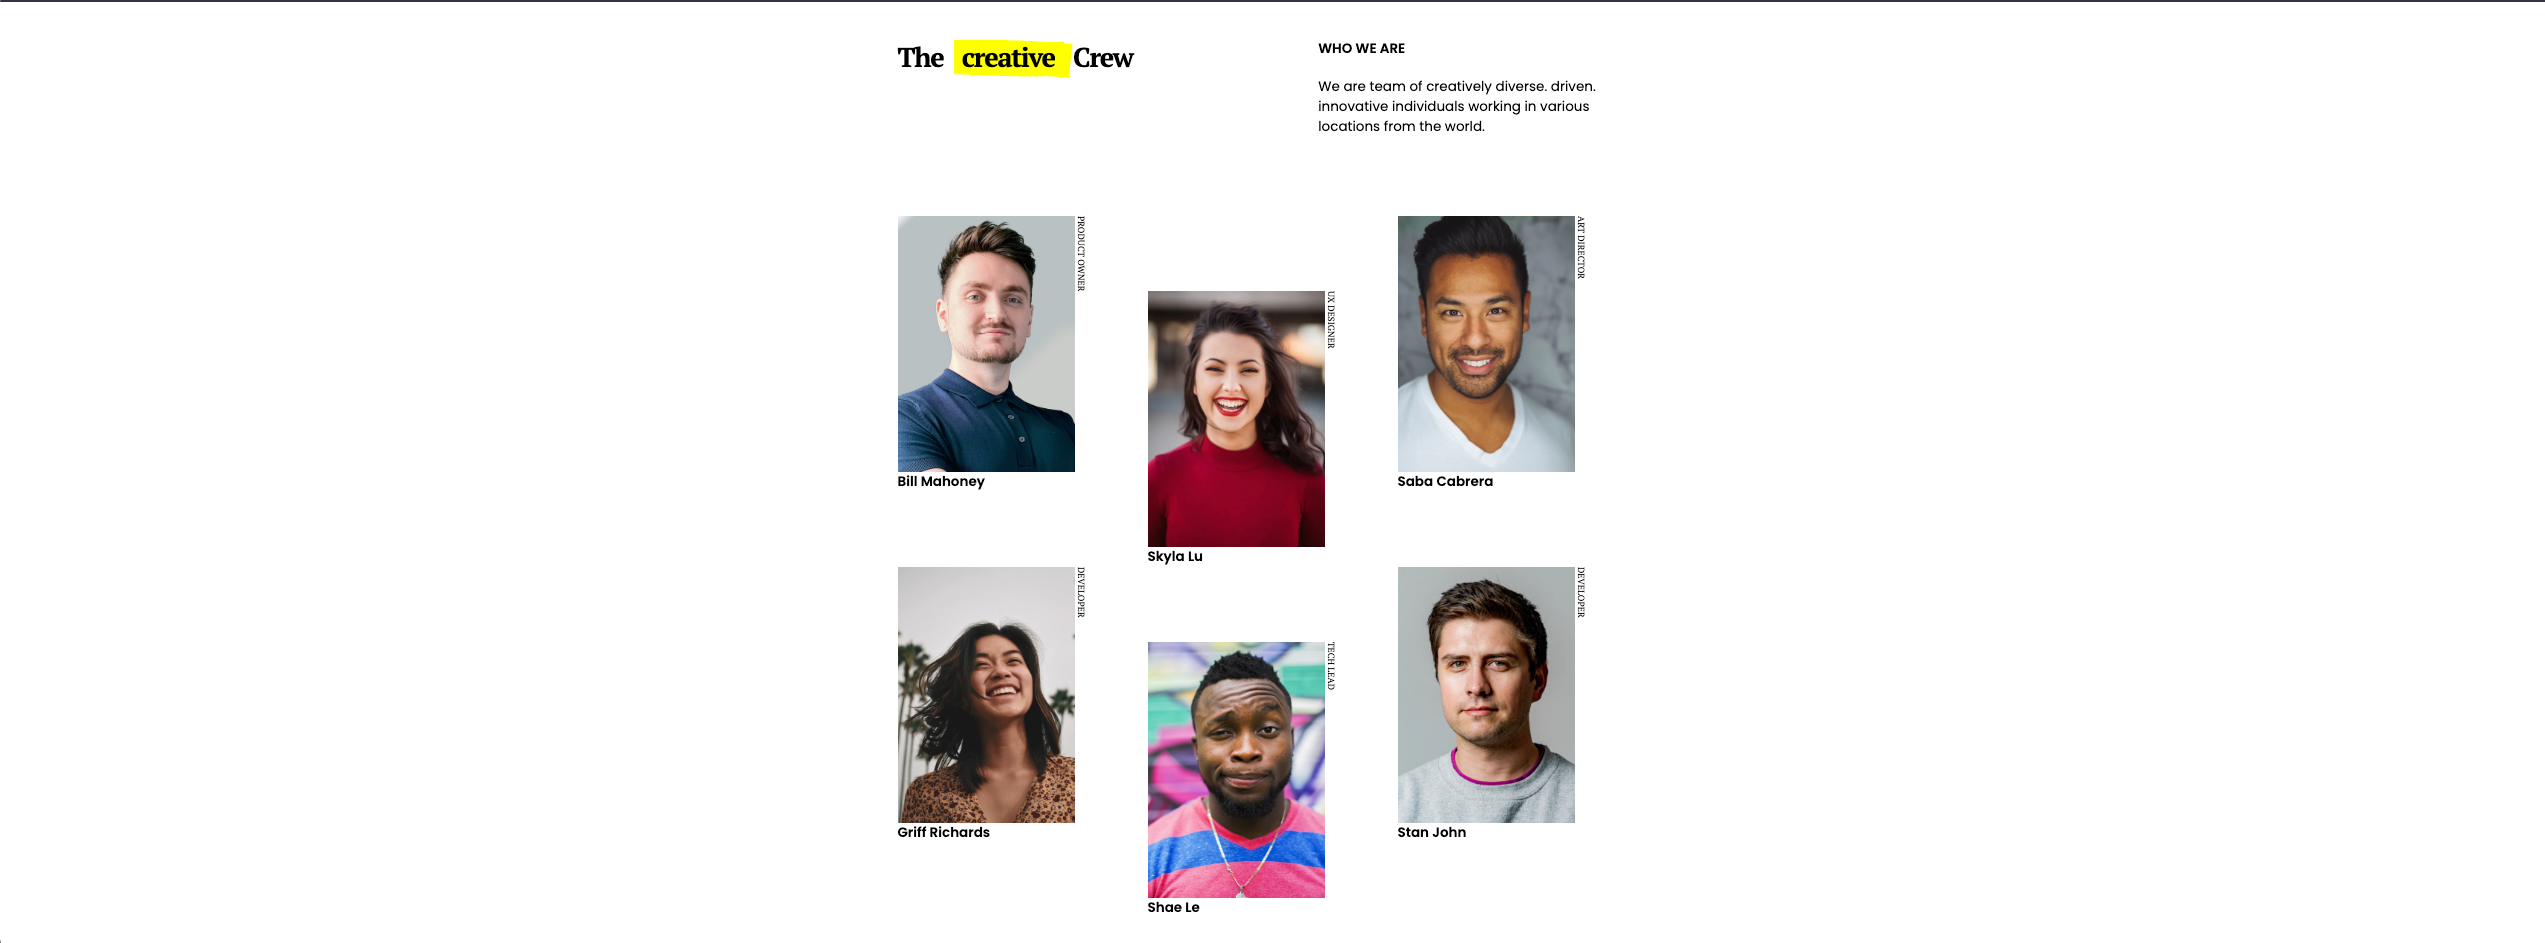 The creative Crew
WHO WE ARE
We are team of creatively diverse. driven.
innovative individuals working in various
locations from the world.
PRODUCT OWNER
Bill Mahoney
UX DESIGNER
Skyla Lu
ART DIRECTOR
Saba Cabrera
DEVELOPER
Griff Richards
TECH LEAD
Shae Le
DEVELOPER
Stan John